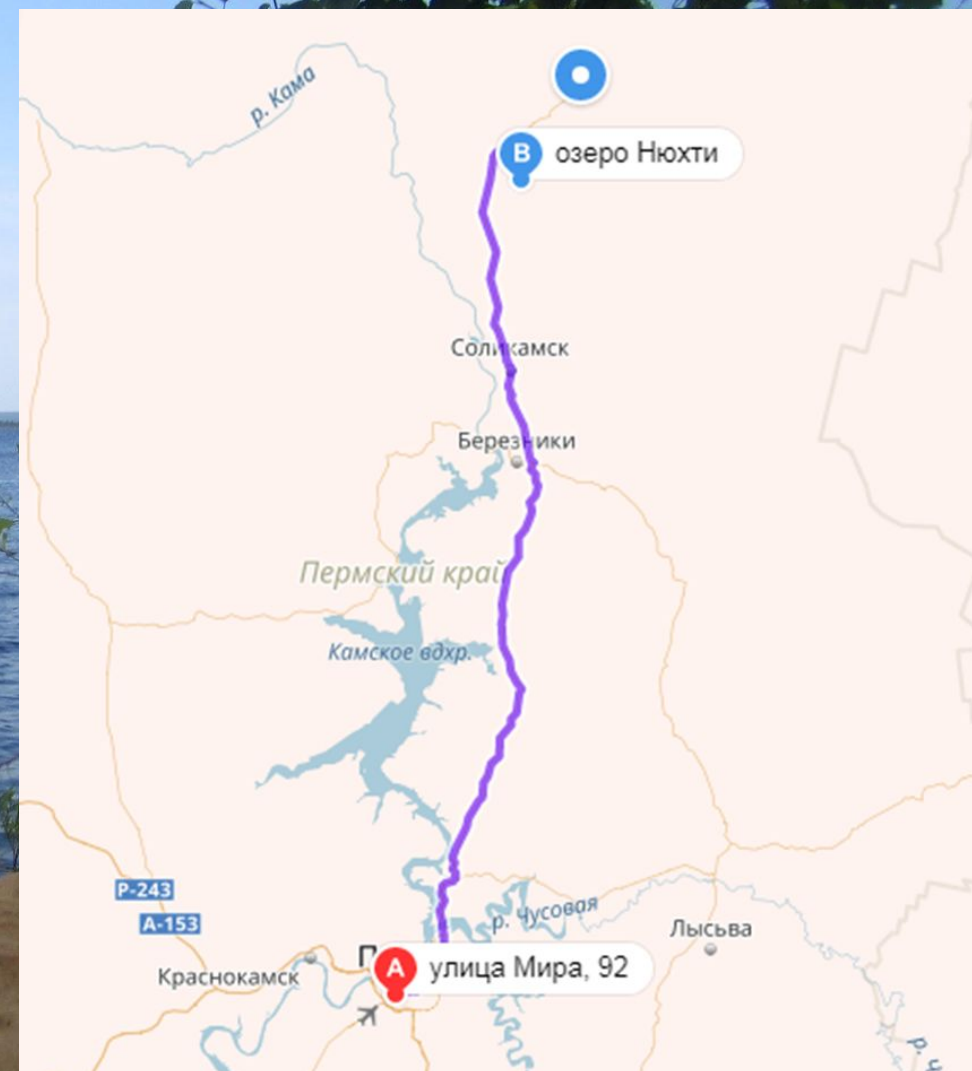 р. Кама
B
озеро Нюхти
Соликамск
Березники
Пермский край
Камское вдхр.
Р-243
А-153
р. Чусовая
Лысьва
П
A
улица Мира, 92
Краснокамск
р. Ч